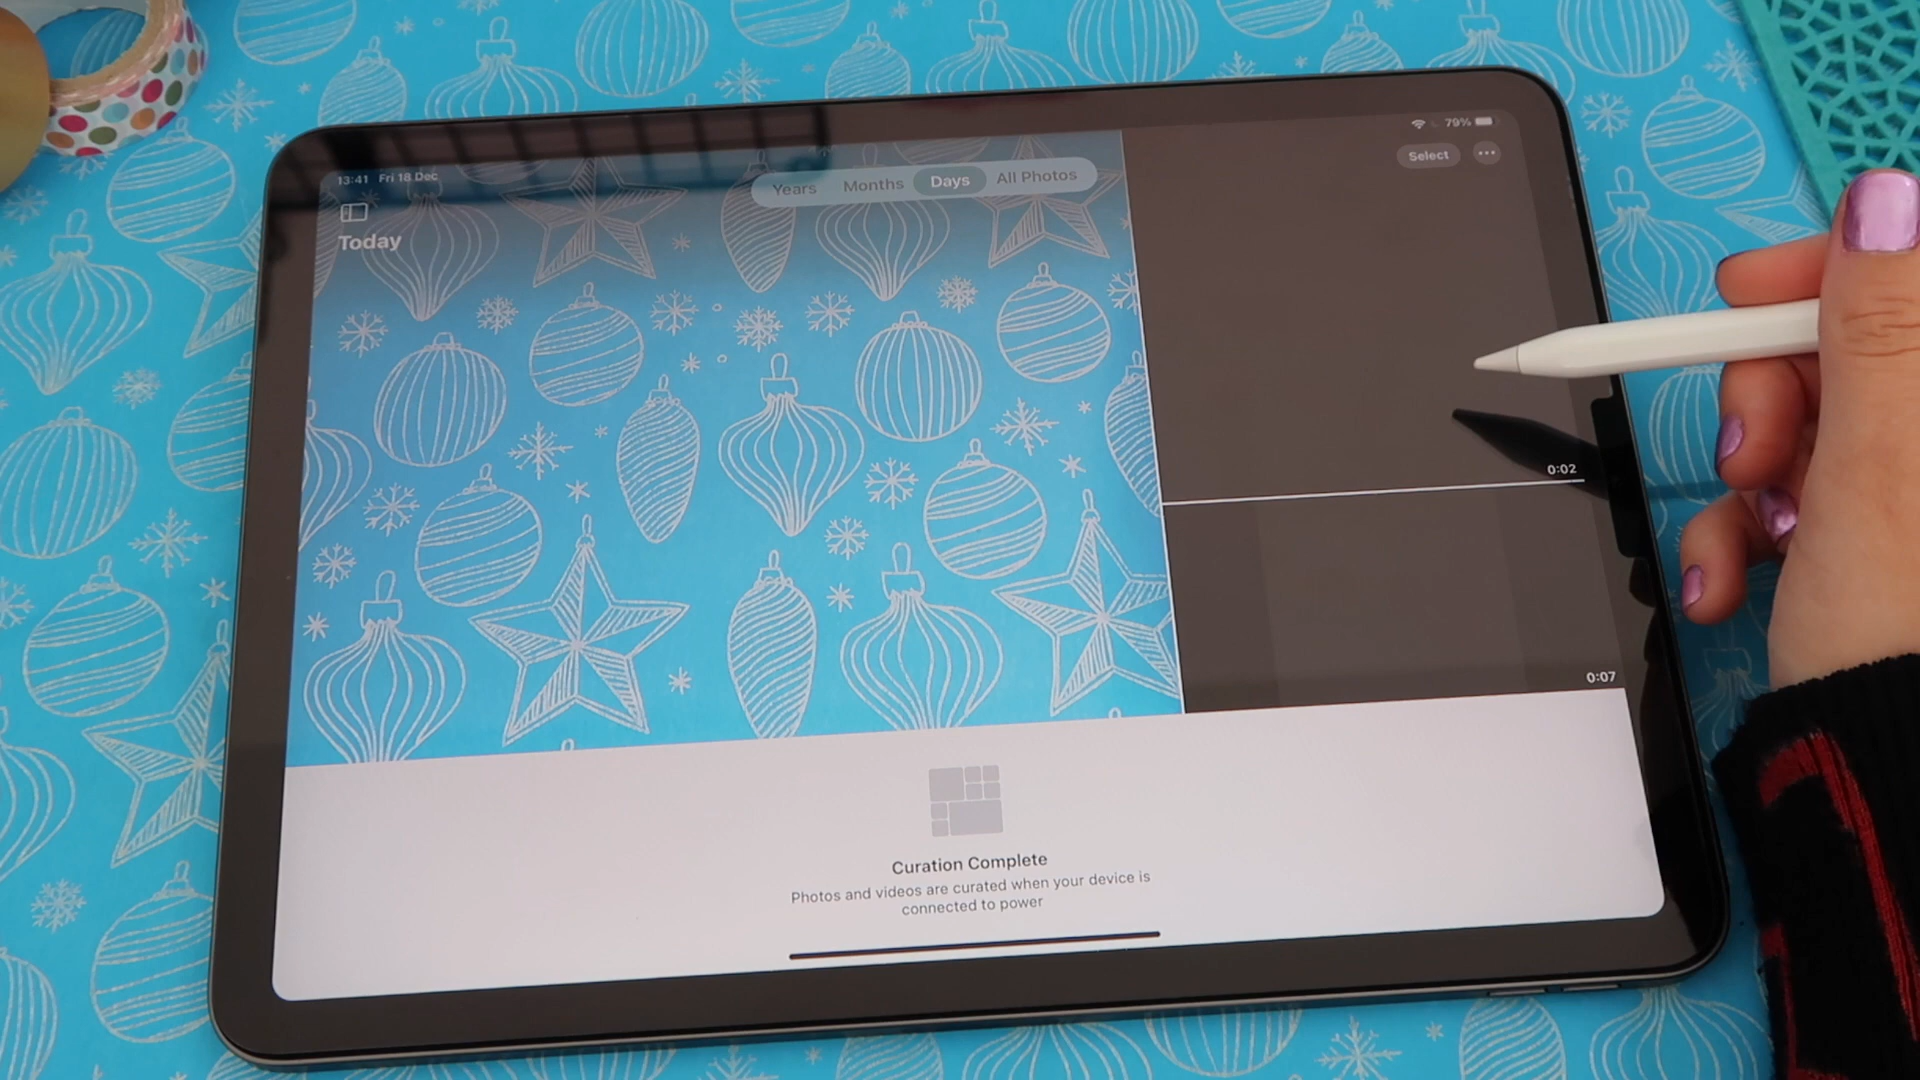 13:41 Fri 18 Dec
79%
Years Months Days All Photos
Select
Today
0:02
0:07
Curation Complete
Photos and videos are curated when your device is
connected to power